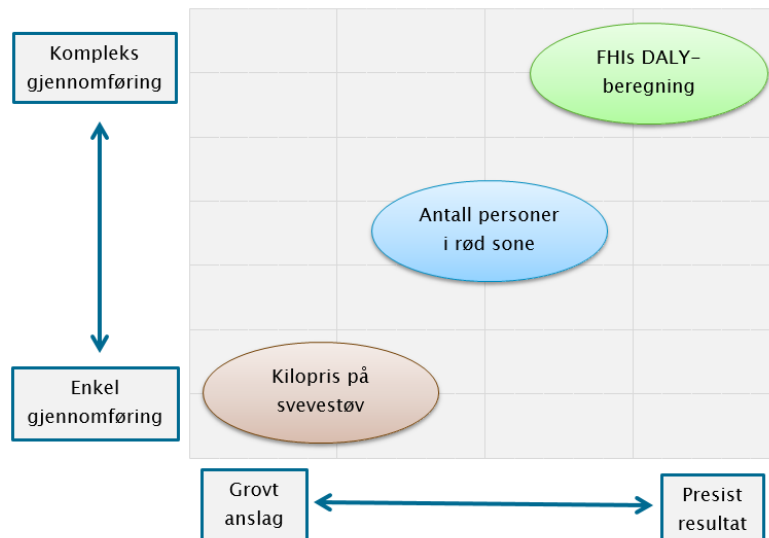 Kompleks
gjennomføring
FHIs DALY-
beregning
Antall personer
i rød sone
Enkel
gjennomføring
Kilopris på
svevestøv
Grovt
anslag
Presist
resultat